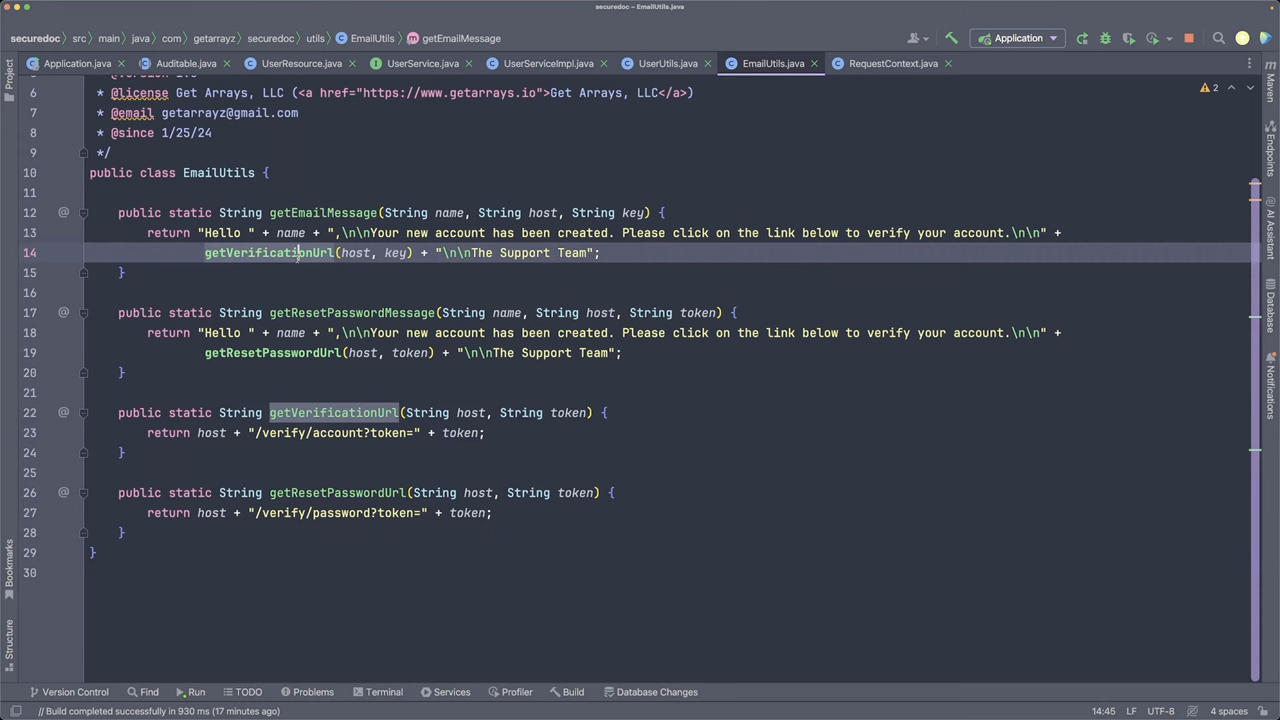 securedoc – EmailUtils.java
securedoc src main java com getarrayz securedoc utils EmailUtils getEmailMessage Application
Application.java Auditable.java UserResource.java UserService.java UserServiceImpl.java UserUtils.java EmailUtils.java RequestContext.java
Project
Bookmarks
Structure
Maven
Endpoints
AI Assistant
Database
Notifications
2
6 * @license Get Arrays, LLC (<a href="https://www.getarrays.io">Get Arrays, LLC</a>)
7 * @email getarrayz@gmail.com
8 * @since 1/25/24
9 */
10 public class EmailUtils {
11
12 public static String getEmailMessage(String name, String host, String key) {
13 return "Hello " + name + ",\n\nYour new account has been created. Please click on the link below to verify your account.\n\n" +
14 getVerificationUrl(host, key) + "\n\nThe Support Team";
15 }
16
17 public static String getResetPasswordMessage(String name, String host, String token) {
18 return "Hello " + name + ",\n\nYour new account has been created. Please click on the link below to verify your account.\n\n" +
19 getResetPasswordUrl(host, token) + "\n\nThe Support Team";
20 }
21
22 public static String getVerificationUrl(String host, String token) {
23 return host + "/verify/account?token=" + token;
24 }
25
26 public static String getResetPasswordUrl(String host, String token) {
27 return host + "/verify/password?token=" + token;
28 }
29 }
30
Version Control Find Run TODO Problems Terminal Services Profiler Build Database Changes
// Build completed successfully in 930 ms (17 minutes ago) 14:45 LF UTF-8 4 spaces